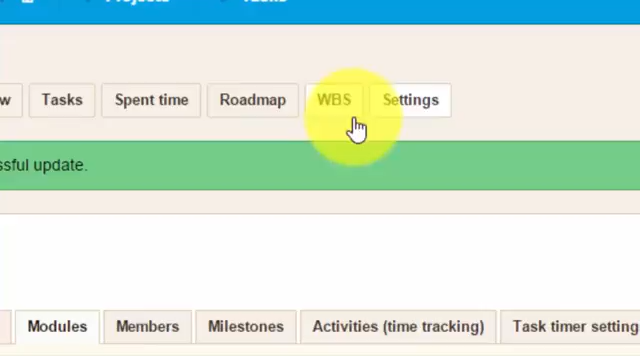 Projects Tasks
w Tasks Spent time Roadmap WBS Settings
ssful update.
Modules Members Milestones Activities (time tracking) Task timer setting